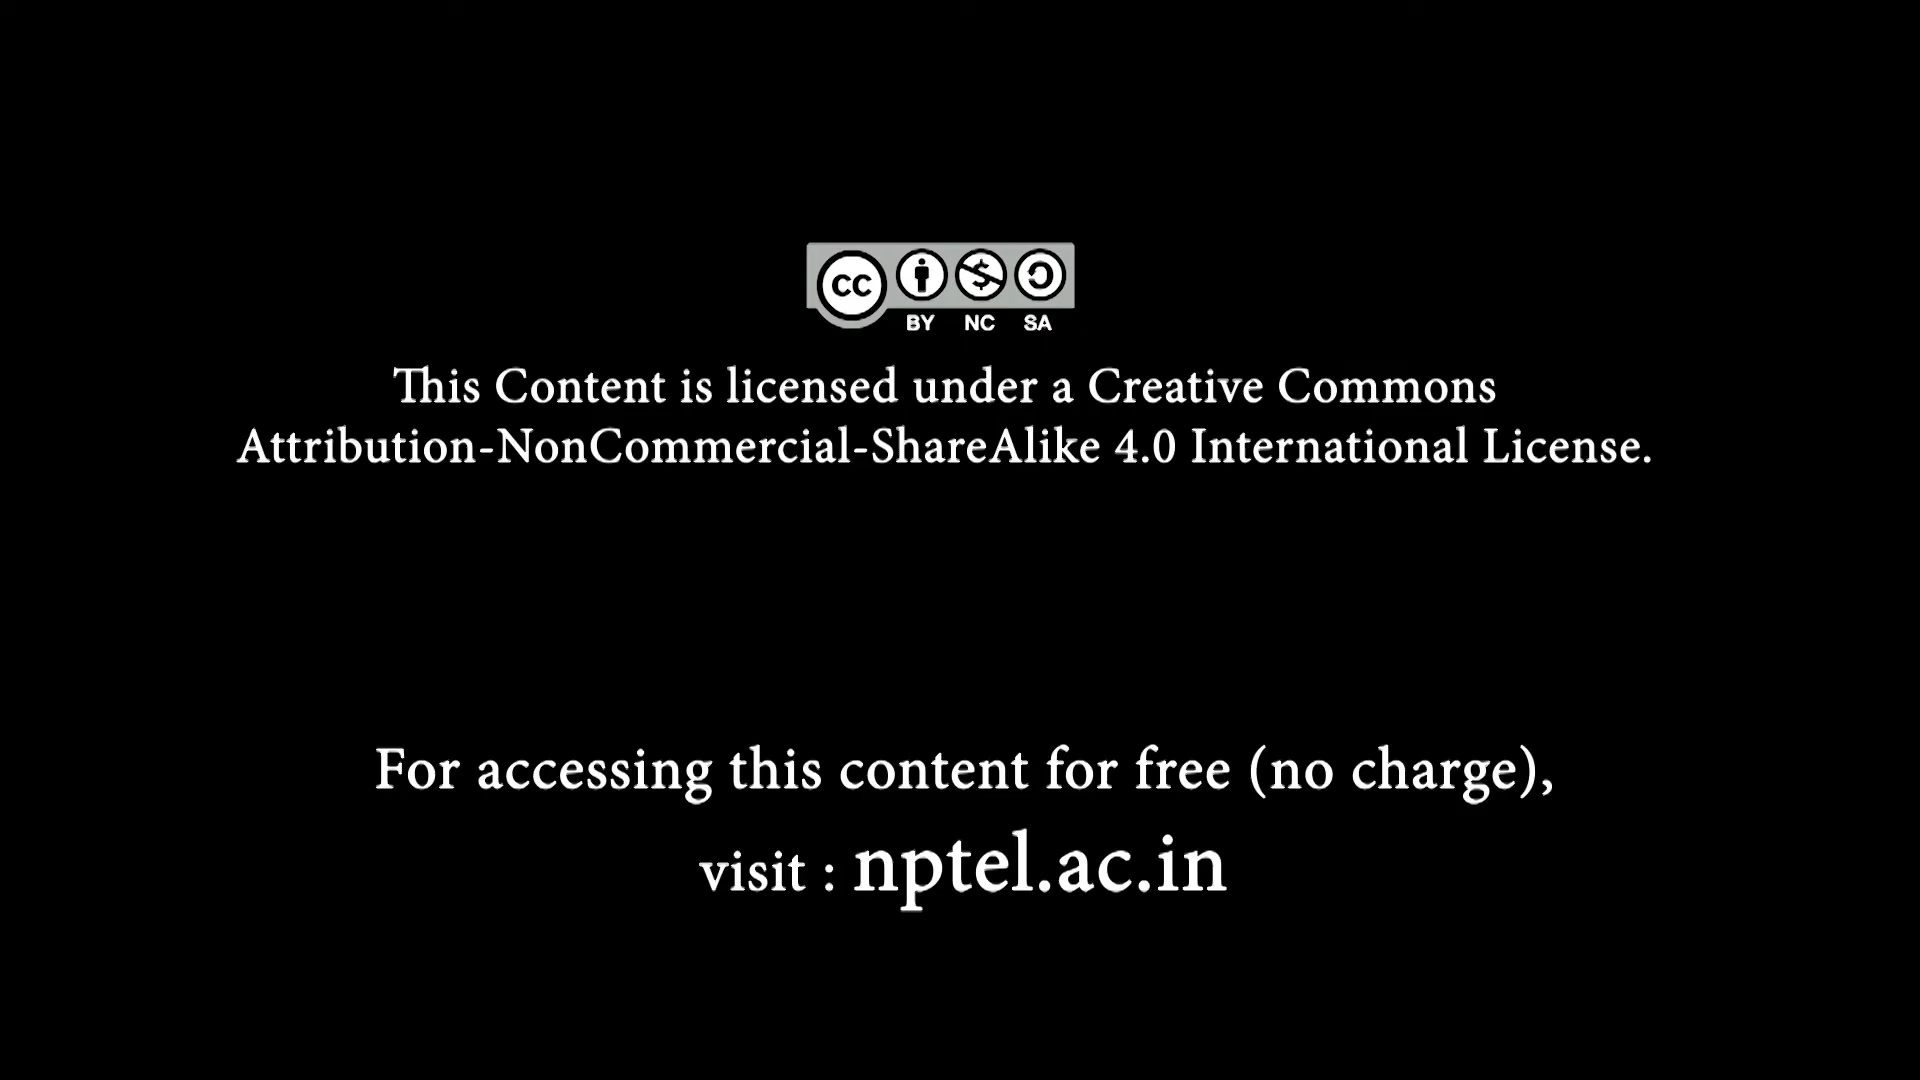 CC
BY NC SA
This Content is licensed under a Creative Commons
Attribution-NonCommercial-ShareAlike 4.0 International License.
For accessing this content for free (no charge),
visit : nptel.ac.in